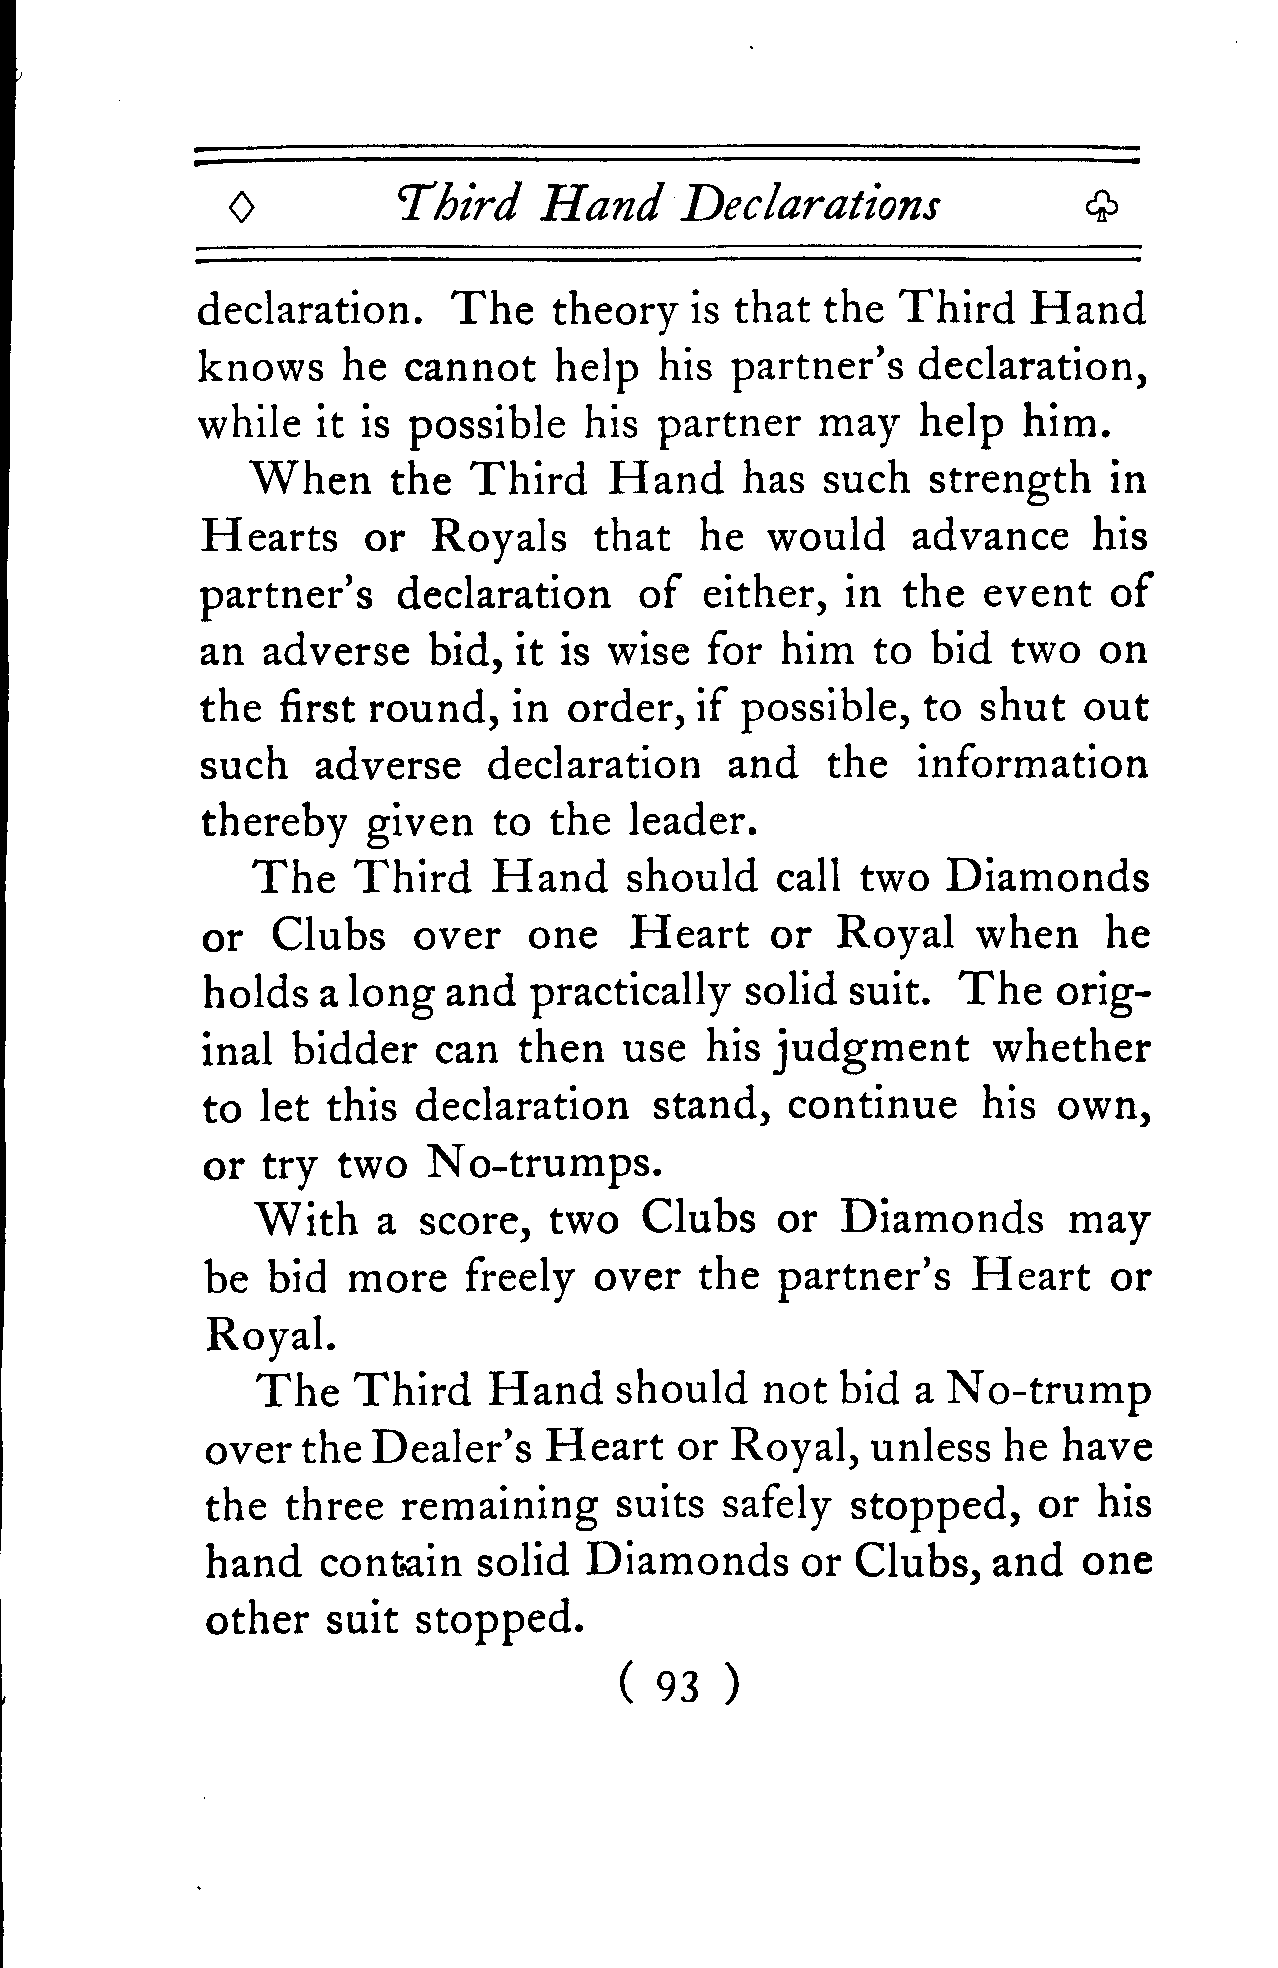 ◇ Third Hand Declarations ♧
declaration. The theory is that the Third Hand
knows he cannot help his partner's declaration,
while it is possible his partner may help him.
When the Third Hand has such strength in
Hearts or Royals that he would advance his
partner's declaration of either, in the event of
an adverse bid, it is wise for him to bid two on
the first round, in order, if possible, to shut out
such adverse declaration and the information
thereby given to the leader.
The Third Hand should call two Diamonds
or Clubs over one Heart or Royal when he
holds a long and practically solid suit. The orig-
inal bidder can then use his judgment whether
to let this declaration stand, continue his own,
or try two No-trumps.
With a score, two Clubs or Diamonds may
be bid more freely over the partner's Heart or
Royal.
The Third Hand should not bid a No-trump
over the Dealer's Heart or Royal, unless he have
the three remaining suits safely stopped, or his
hand contain solid Diamonds or Clubs, and one
other suit stopped.
( 93 )